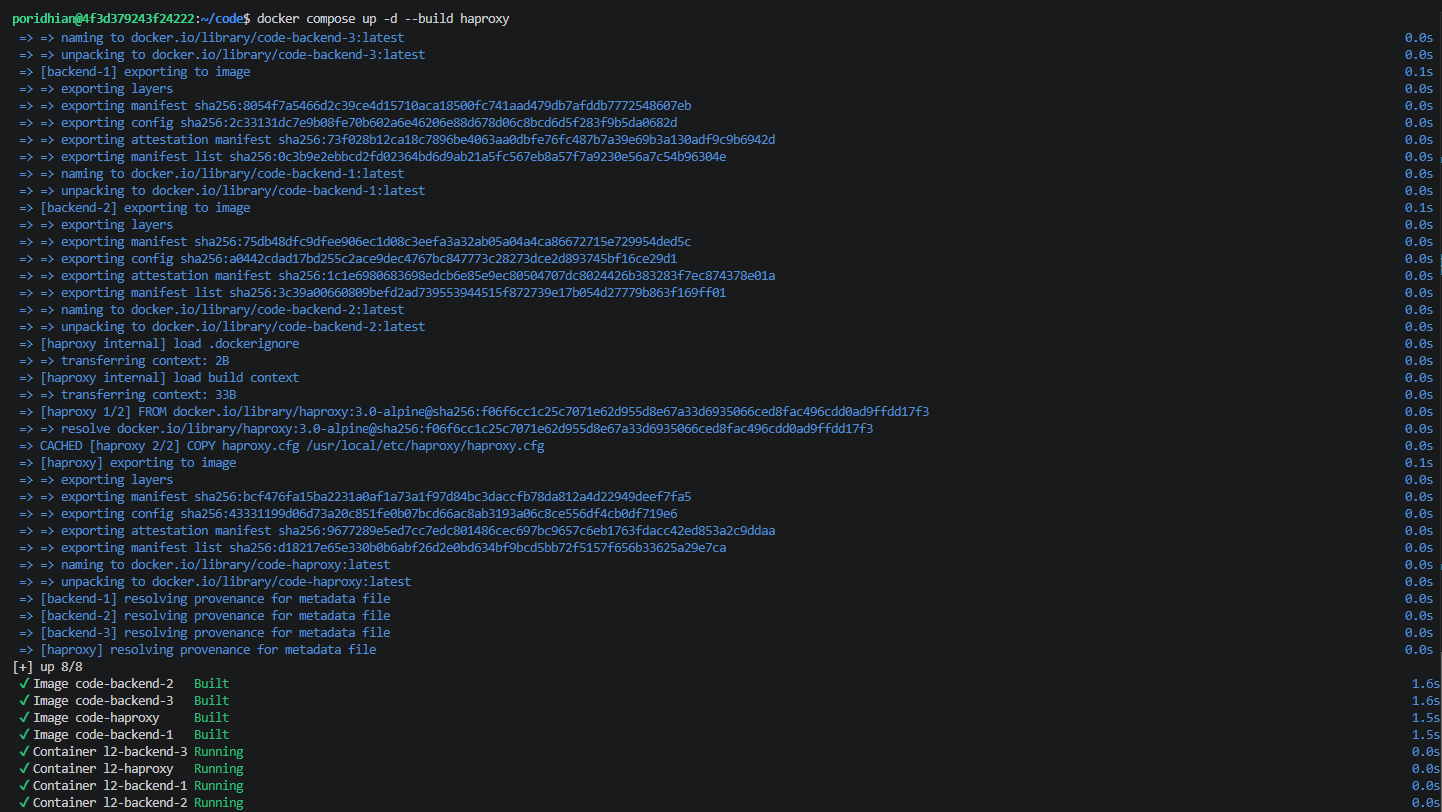 poridhian@4f3d379243f24222:~/code$ docker compose up -d --build haproxy
=> => naming to docker.io/library/code-backend-3:latest 0.0s
=> => unpacking to docker.io/library/code-backend-3:latest 0.0s
=> [backend-1] exporting to image 0.1s
=> => exporting layers 0.0s
=> => exporting manifest sha256:8054f7a5466d2c39ce4d15710aca18500fc741aad479db7afddb7772548607eb 0.0s
=> => exporting config sha256:2c33131dc7e9b08fe70b602a6e46206e88d678d06c8bcd6d5f283f9b5da0682d 0.0s
=> => exporting attestation manifest sha256:73f028b12ca18c7896be4063aa0dbfe76fc487b7a39e69b3a130adf9c9b6942d 0.0s
=> => exporting manifest list sha256:0c3b9e2ebbcd2fd02364bd6d9ab21a5fc567eb8a57f7a9230e56a7c54b96304e 0.0s
=> => naming to docker.io/library/code-backend-1:latest 0.0s
=> => unpacking to docker.io/library/code-backend-1:latest 0.0s
=> [backend-2] exporting to image 0.1s
=> => exporting layers 0.0s
=> => exporting manifest sha256:75db48dfc9dfee906ec1d08c3eefa3a32ab05a04a4ca86672715e729954ded5c 0.0s
=> => exporting config sha256:a0442cdad17bd255c2ace9dec4767bc847773c28273dce2d893745bf16ce29d1 0.0s
=> => exporting attestation manifest sha256:1c1e6980683698edcb6e85e9ec80504707dc8024426b383283f7ec874378e01a 0.0s
=> => exporting manifest list sha256:3c39a00660809befd2ad739553944515f872739e17b054d27779b863f169ff01 0.0s
=> => naming to docker.io/library/code-backend-2:latest 0.0s
=> => unpacking to docker.io/library/code-backend-2:latest 0.0s
=> [haproxy internal] load .dockerignore 0.0s
=> => transferring context: 2B 0.0s
=> [haproxy internal] load build context 0.0s
=> => transferring context: 33B 0.0s
=> [haproxy 1/2] FROM docker.io/library/haproxy:3.0-alpine@sha256:f06f6cc1c25c7071e62d955d8e67a33d6935066ced8fac496cdd0ad9ffdd17f3 0.0s
=> => resolve docker.io/library/haproxy:3.0-alpine@sha256:f06f6cc1c25c7071e62d955d8e67a33d6935066ced8fac496cdd0ad9ffdd17f3 0.0s
=> CACHED [haproxy 2/2] COPY haproxy.cfg /usr/local/etc/haproxy/haproxy.cfg 0.0s
=> [haproxy] exporting to image 0.1s
=> => exporting layers 0.0s
=> => exporting manifest sha256:bcf476fa15ba2231a0af1a73a1f97d84bc3daccfb78da812a4d22949deef7fa5 0.0s
=> => exporting config sha256:43331199d06d73a20c851fe0b07bcd66ac8ab3193a06c8ce556df4cb0df719e6 0.0s
=> => exporting attestation manifest sha256:9677289e5ed7cc7edc801486cec697bc9657c6eb1763fdacc42ed853a2c9ddaa 0.0s
=> => exporting manifest list sha256:d18217e65e330b0b6abf26d2e0bd634bf9bcd5bb72f5157f656b33625a29e7ca 0.0s
=> => naming to docker.io/library/code-haproxy:latest 0.0s
=> => unpacking to docker.io/library/code-haproxy:latest 0.0s
=> [backend-1] resolving provenance for metadata file 0.0s
=> [backend-2] resolving provenance for metadata file 0.0s
=> [backend-3] resolving provenance for metadata file 0.0s
=> [haproxy] resolving provenance for metadata file 0.0s
[+] up 8/8
✓ Image code-backend-2 Built 1.6s
✓ Image code-backend-3 Built 1.6s
✓ Image code-haproxy Built 1.5s
✓ Image code-backend-1 Built 1.5s
✓ Container l2-backend-3 Running 0.0s
✓ Container l2-haproxy Running 0.0s
✓ Container l2-backend-1 Running 0.0s
✓ Container l2-backend-2 Running 0.0s